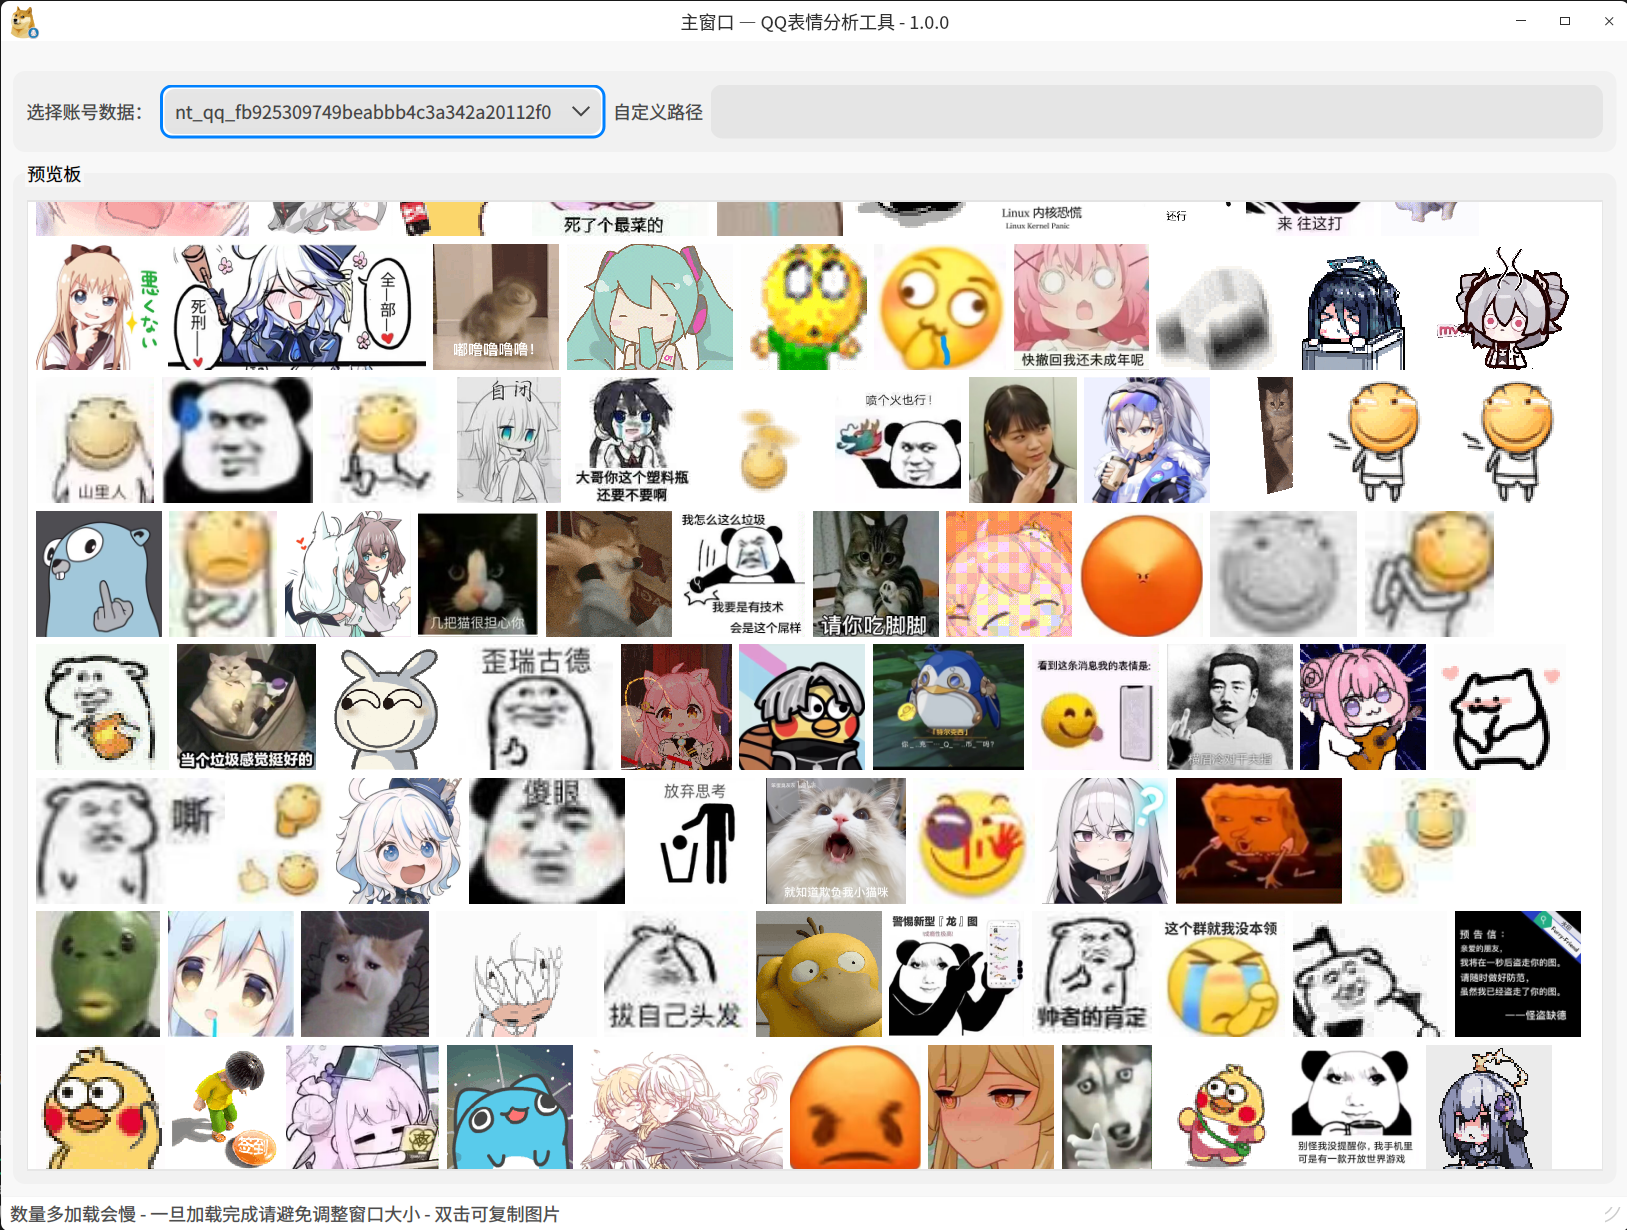 主窗口 — QQ表情分析工具 - 1.0.0
选择账号数据：
nt_qq_fb925309749beabbb4c3a342a20112f0
自定义路径
预览板
死了个最菜的
Linux 内核恐慌
Linux Kernel Panic
还行
来 往这打
悪くない
死刑—♥
全—部—♥
嘟噜噜噜噜！
快撤回我还未成年呢
山里人
自闭
大哥你这个塑料瓶
还要不要啊
喷个火也行！
几把猫很担心你
我怎么这么垃圾
我要是有技术
会是这个屌样
请你吃脚脚
当个垃圾感觉挺好的
歪瑞古德
看到这条消息我的表情是:
嘶
傻眼
放弃思考
就知道欺负我小猫咪
?
拔自己头发
警惕新型『龙』图
帅者的肯定
这个群就我没本领
预告信：
亲爱的朋友，
我将在一秒后盗走你的图。
请随时做好防范，
虽然我已经盗走了你的图。
——怪盗缺德
签到
别怪我没提醒你，我手机里
可是有一款开放世界游戏
数量多加载会慢 - 一旦加载完成请避免调整窗口大小 - 双击可复制图片